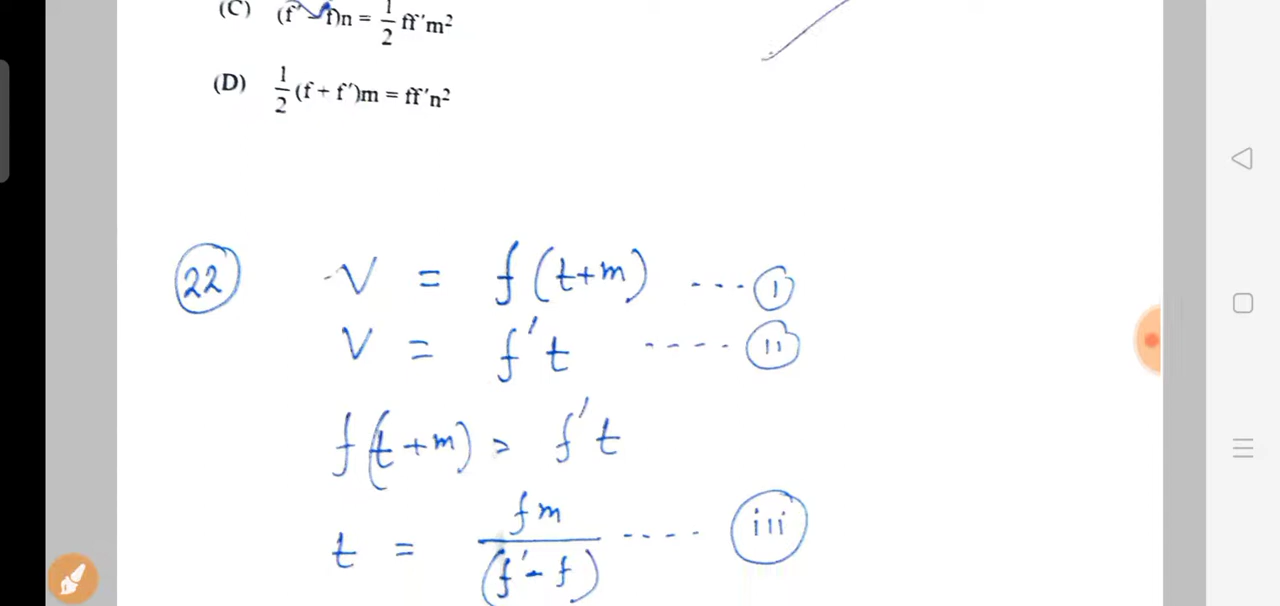 (C) (f' - f)n = 1/2 ff'm²
(D) 1/2 (f + f')m = ff'n²
22 V = f(t+m) ---- (i)
V = f't ---- (ii)
f(t+m) = f't
t = fm/(f'-f) ---- (iii)